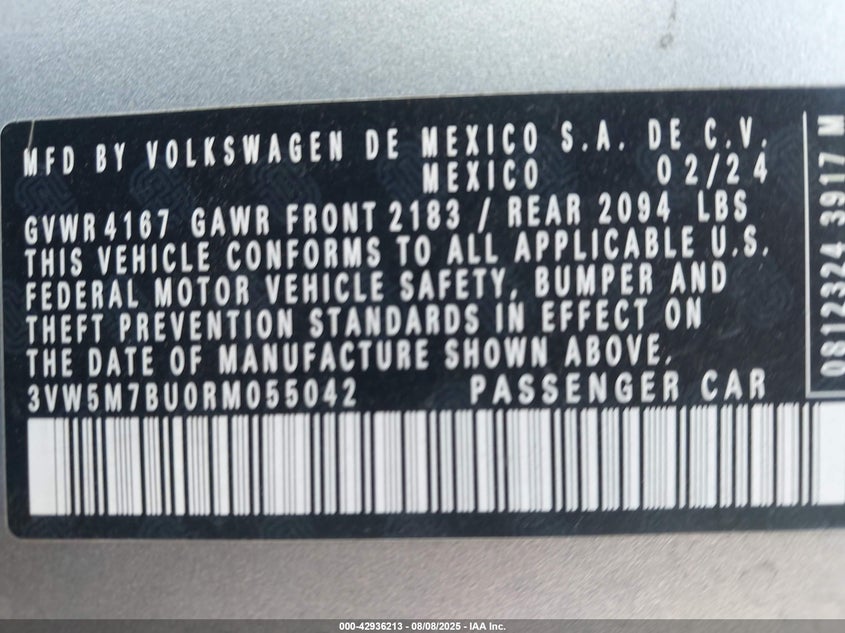 MFD BY VOLKSWAGEN DE MEXICO S.A. DE C.V.
MEXICO 02/24
GVWR 4167 GAWR FRONT 2183 / REAR 2094 LBS
THIS VEHICLE CONFORMS TO ALL APPLICABLE U.S.
FEDERAL MOTOR VEHICLE SAFETY, BUMPER AND
THEFT PREVENTION STANDARDS IN EFFECT ON
THE DATE OF MANUFACTURE SHOWN ABOVE.
3VW5M7BU0RM055042 PASSENGER CAR
0812324 3917 M
000-42936213 - 08/08/2025 - IAA Inc.